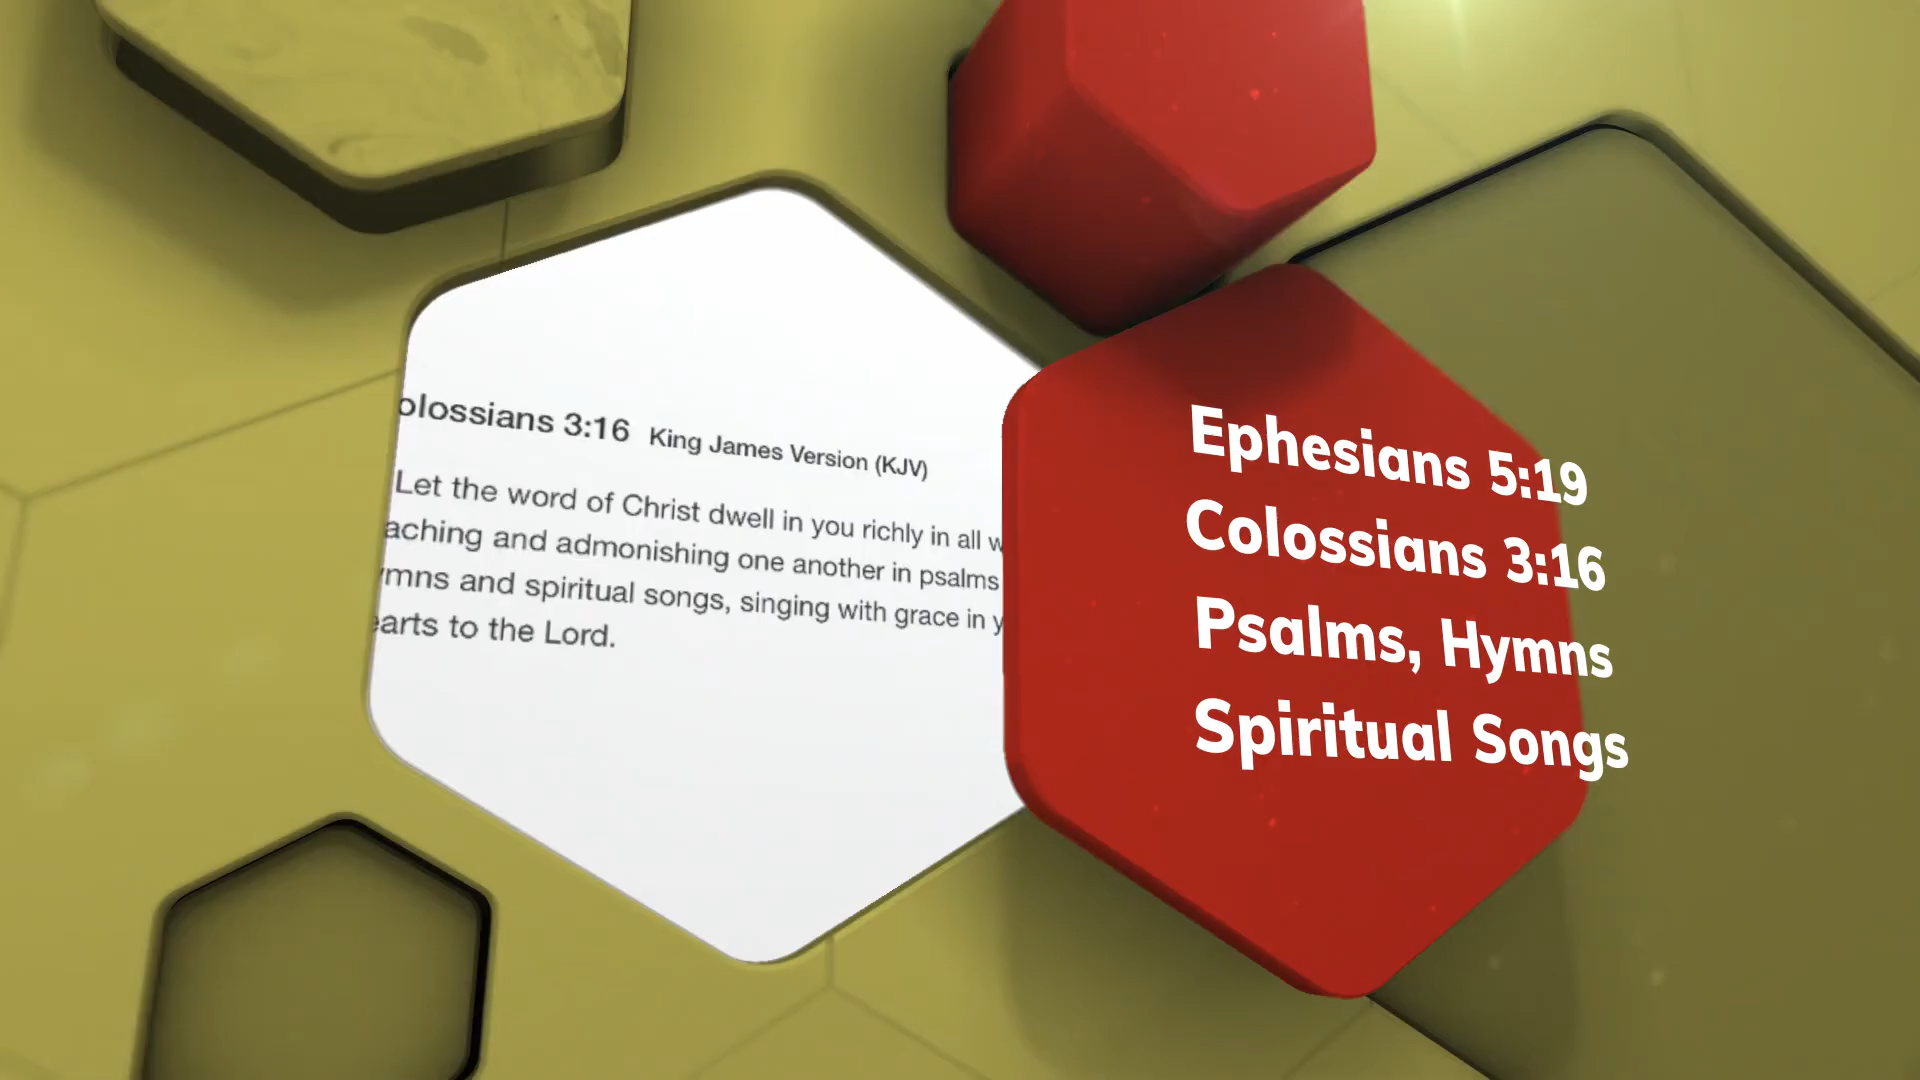 olossians 3:16 King James Version (KJV)
Let the word of Christ dwell in you richly in all w
aching and admonishing one another in psalms
mns and spiritual songs, singing with grace in y
earts to the Lord.
Ephesians 5:19
Colossians 3:16
Psalms, Hymns
Spiritual Songs